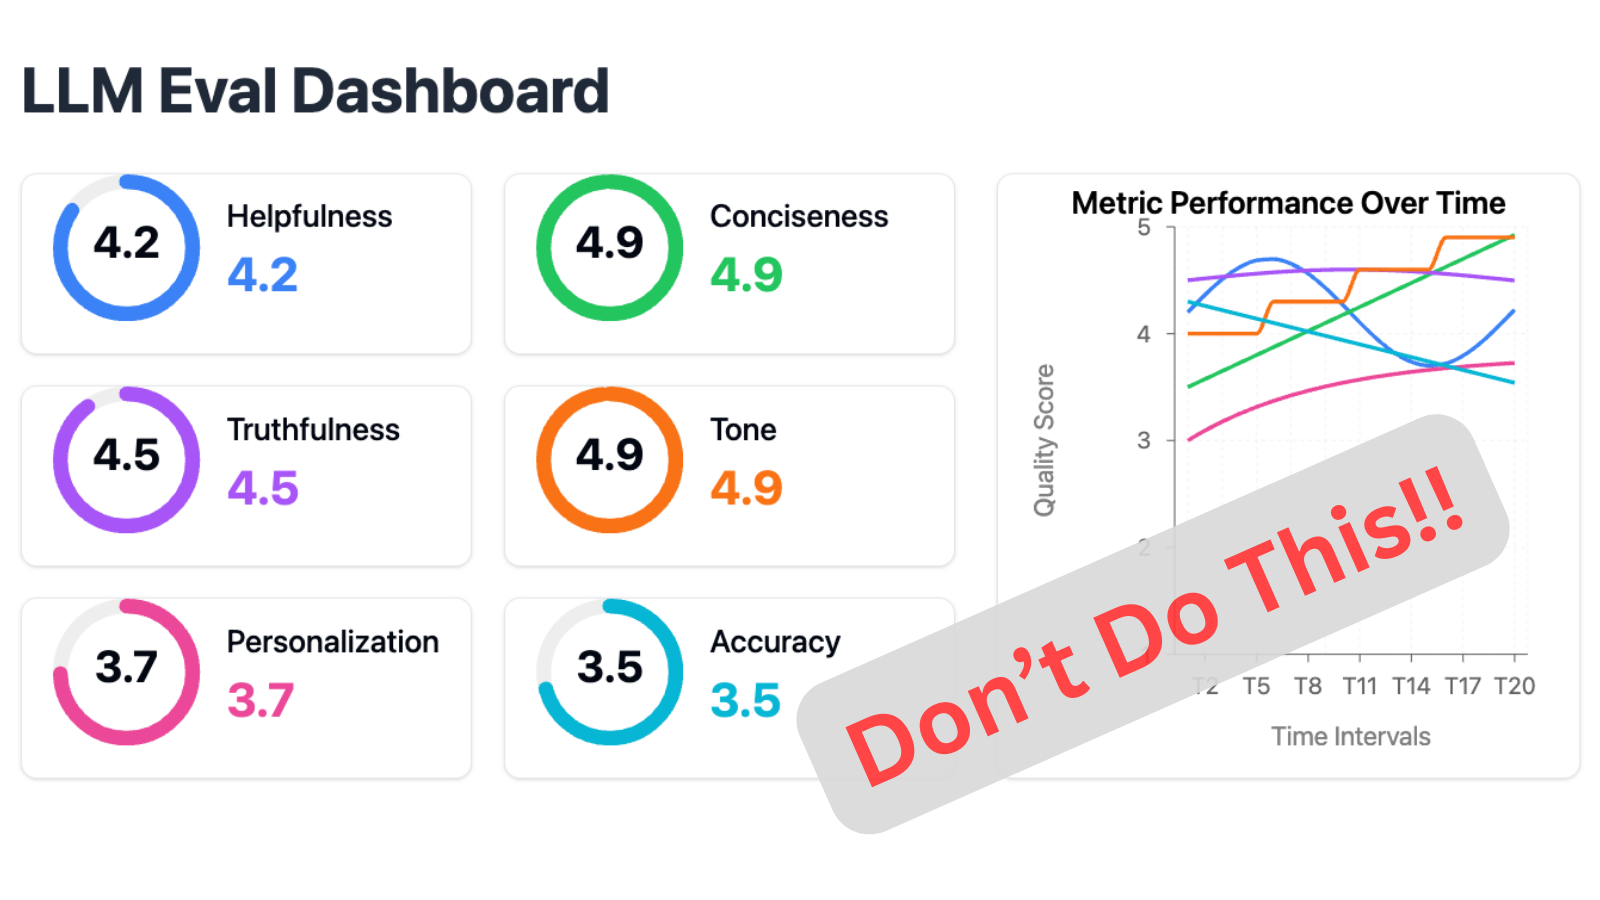 LLM Eval Dashboard
4.2
Helpfulness
4.2
4.9
Conciseness
4.9
4.5
Truthfulness
4.5
4.9
Tone
4.9
3.7
Personalization
3.7
3.5
Accuracy
3.5
Metric Performance Over Time
5
4
3
2
Quality Score
T2 T5 T8 T11 T14 T17 T20
Time Intervals
Don't Do This!!